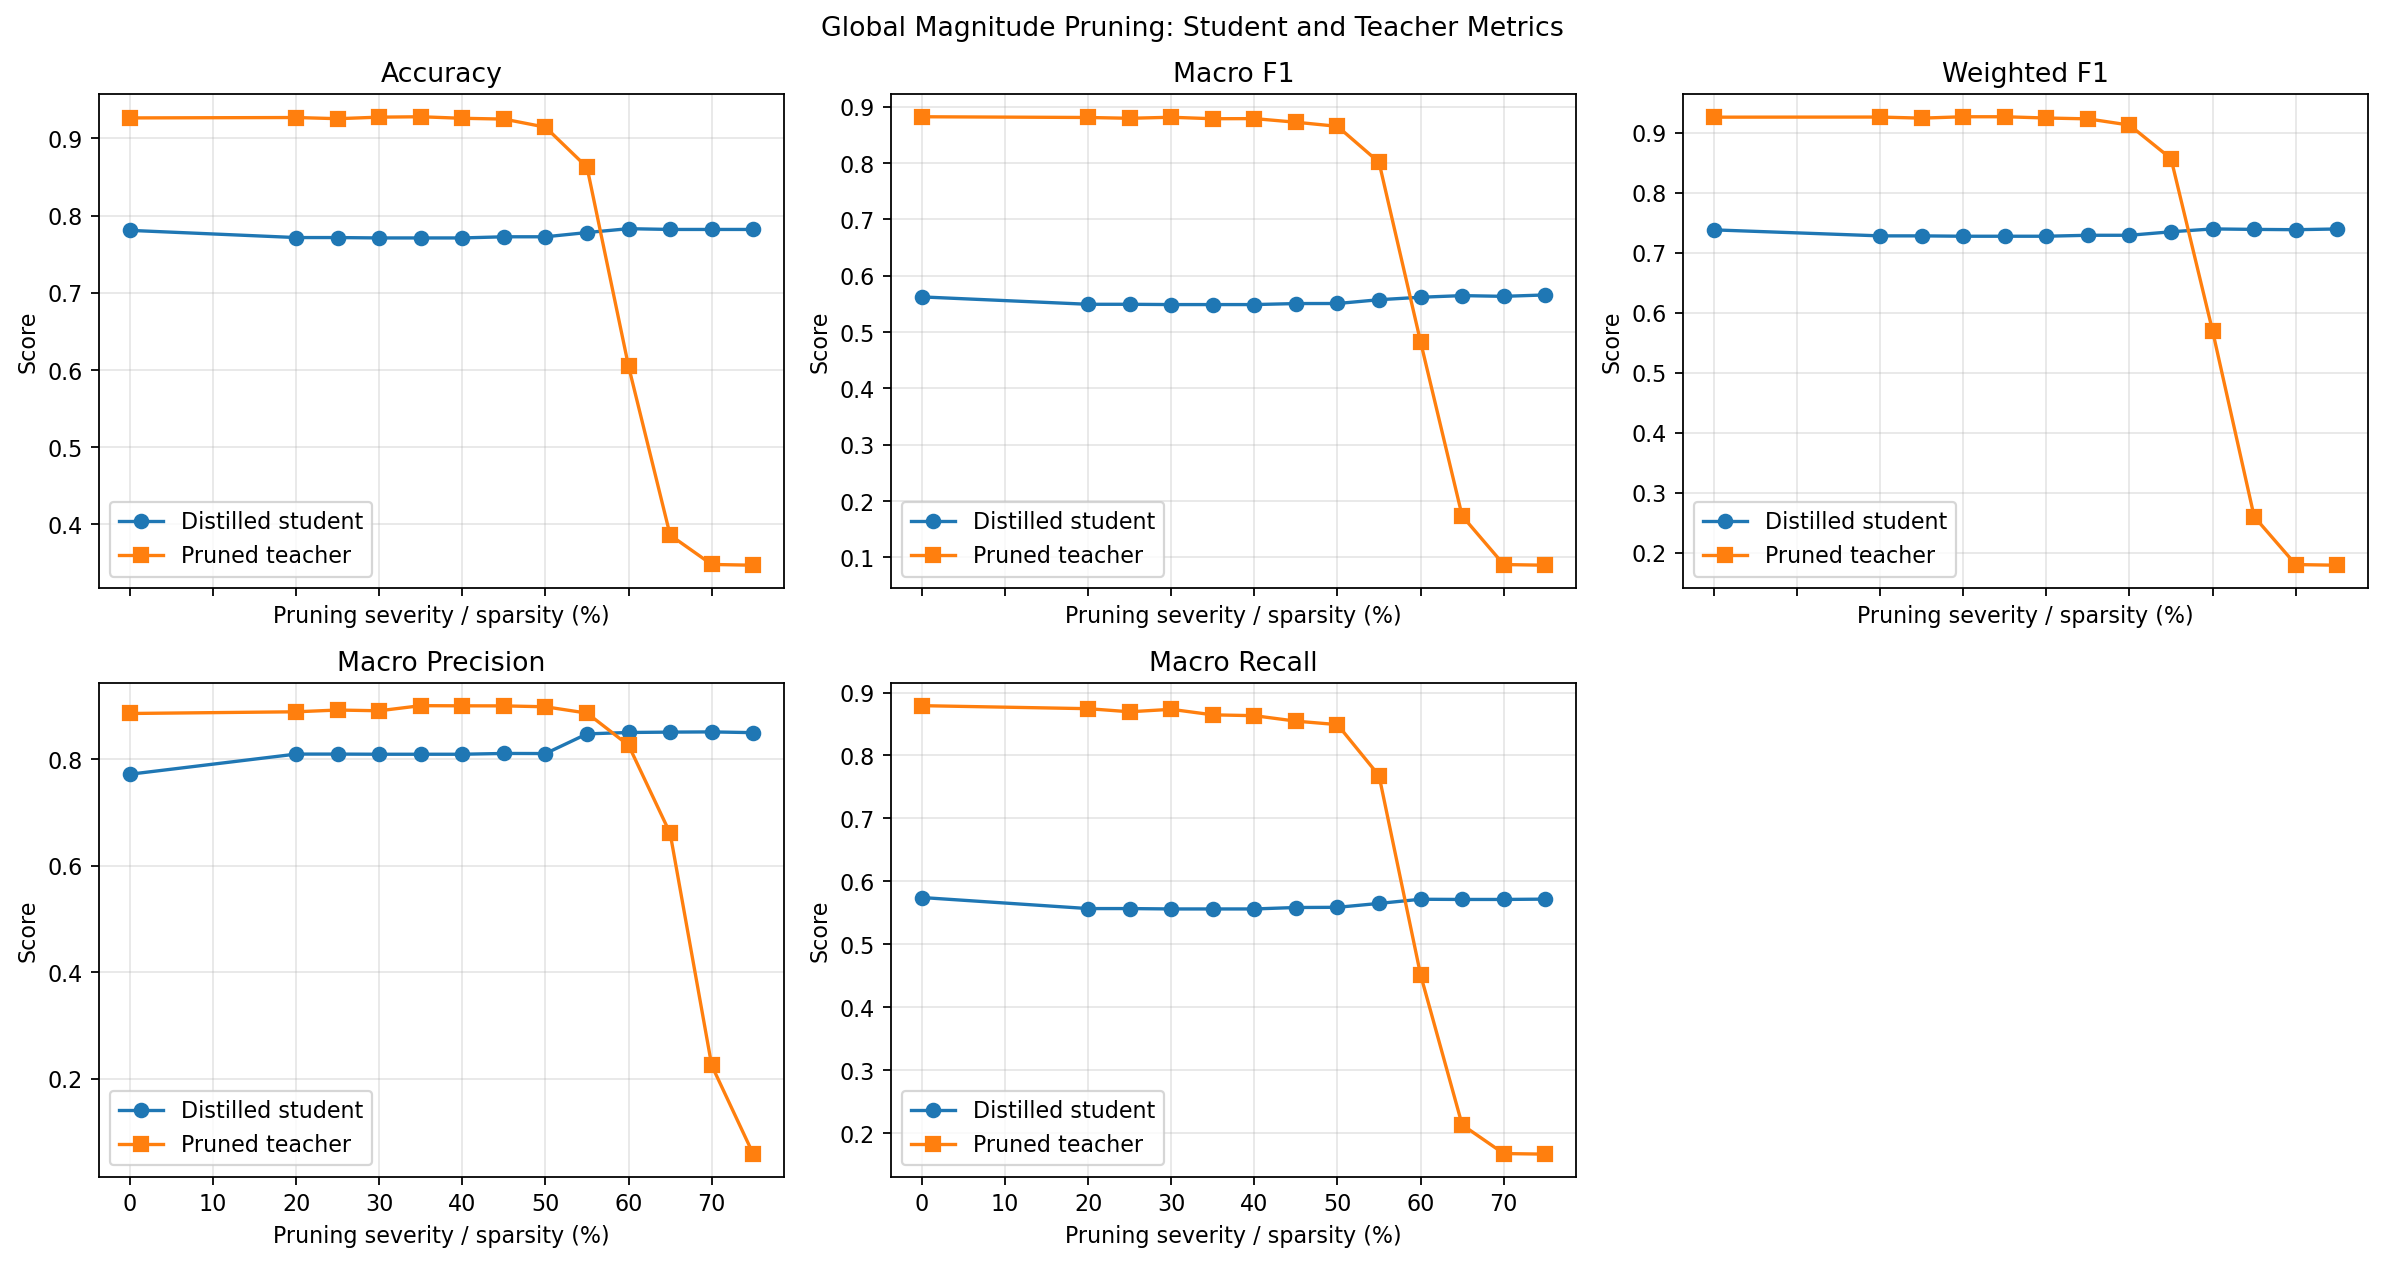 Global Magnitude Pruning: Student and Teacher Metrics
Accuracy
0.9
0.8
0.7
0.6
0.5
0.4
Score
Distilled student
Pruned teacher
Pruning severity / sparsity (%)
Macro F1
0.9
0.8
0.7
0.6
0.5
0.4
0.3
0.2
0.1
Score
Distilled student
Pruned teacher
Pruning severity / sparsity (%)
Weighted F1
0.9
0.8
0.7
0.6
0.5
0.4
0.3
0.2
Score
Distilled student
Pruned teacher
Pruning severity / sparsity (%)
Macro Precision
0.8
0.6
0.4
0.2
Score
Distilled student
Pruned teacher
0 10 20 30 40 50 60 70
Pruning severity / sparsity (%)
Macro Recall
0.9
0.8
0.7
0.6
0.5
0.4
0.3
0.2
Score
Distilled student
Pruned teacher
0 10 20 30 40 50 60 70
Pruning severity / sparsity (%)